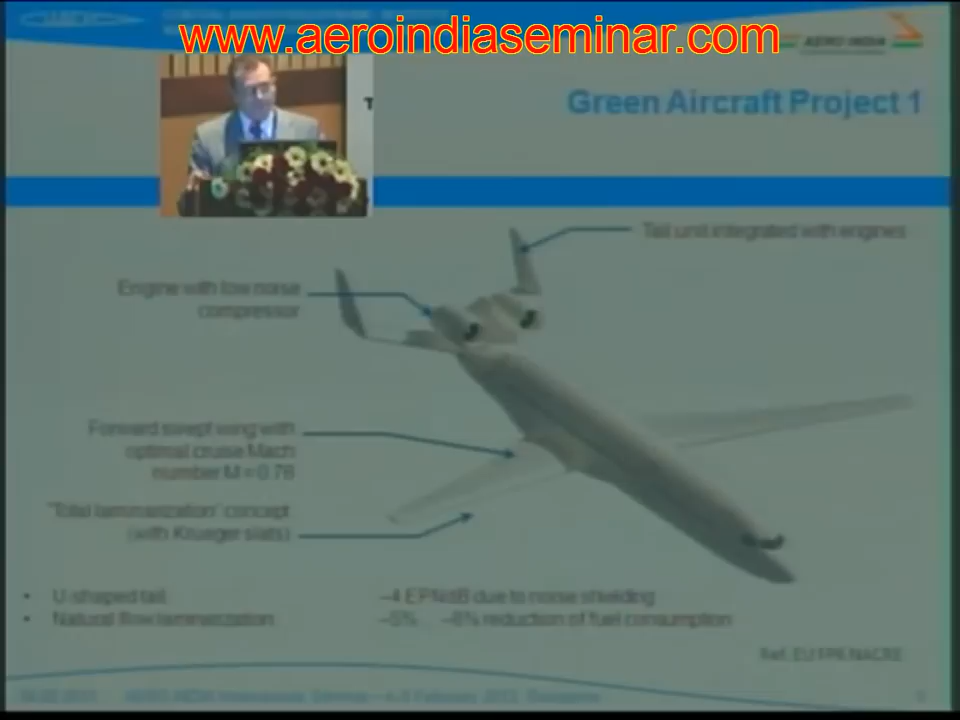 www.aeroindiaseminar.com
AERO INDIA
Green Aircraft Project 1
Tail unit integrated with engines
Engine with low noise
compressor
Forward swept wing with
optimal cruise Mach
number M = 0.78
"Total laminarization" concept
(with Krueger slats)
• U-shaped tail: –4 EPNdB due to noise shielding
• Natural flow laminarization –5% … –8% reduction of fuel consumption
Ref. EU FP6 NACRE